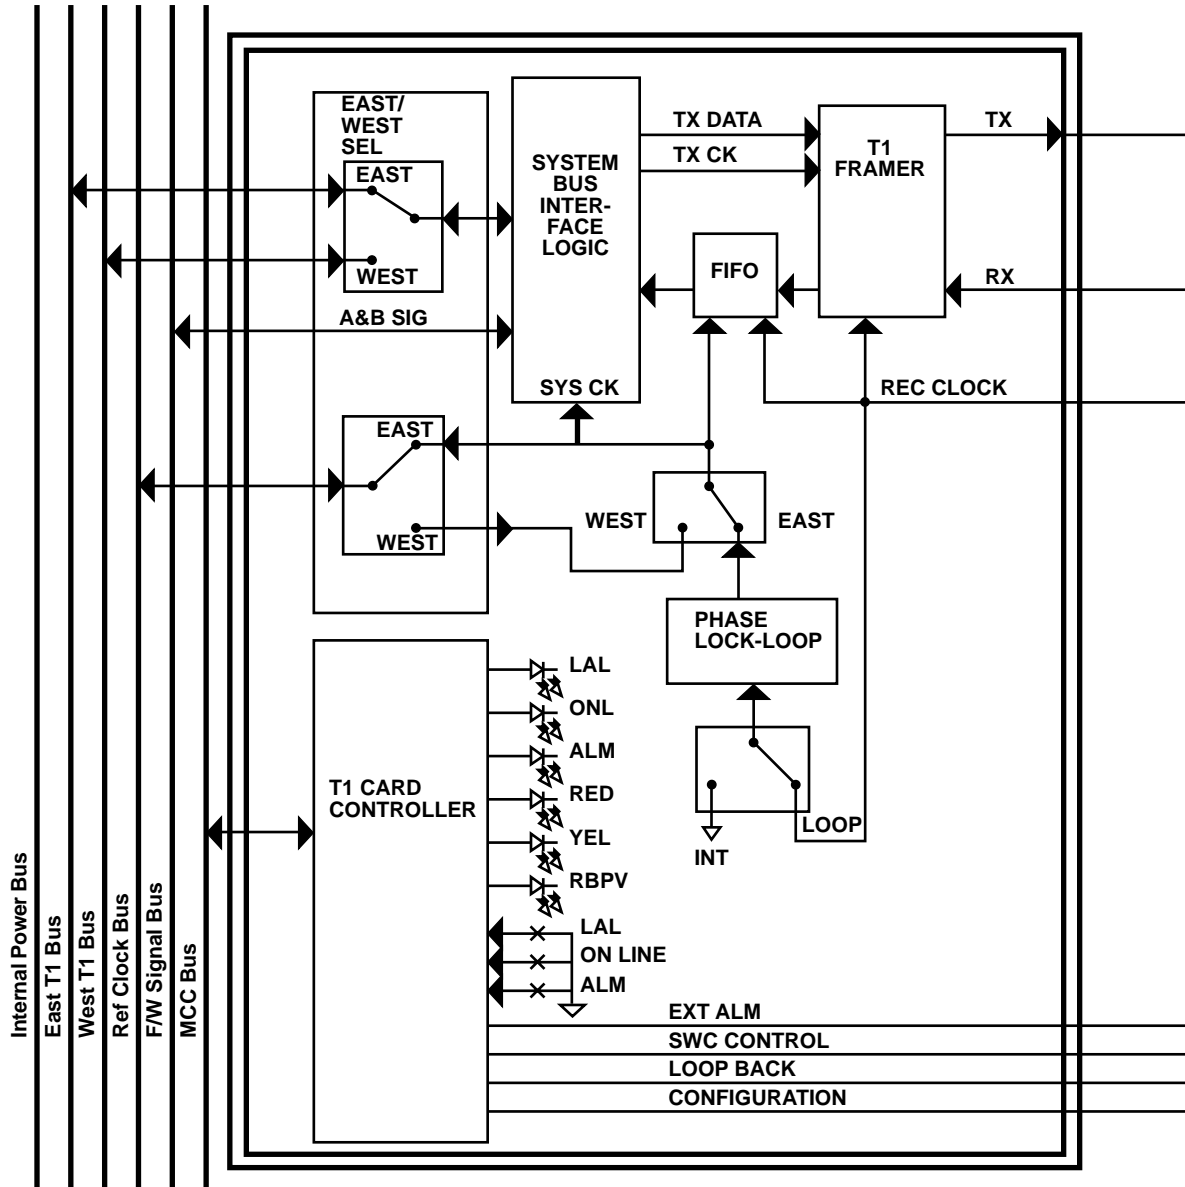 EAST/
WEST
SEL
EAST
WEST
A&B SIG
SYSTEM
BUS
INTER-
FACE
LOGIC
SYS CK
TX DATA
TX CK
T1
FRAMER
TX
FIFO
RX
REC CLOCK
EAST
WEST
WEST
EAST
PHASE
LOCK-LOOP
LOOP
INT
T1 CARD
CONTROLLER
LAL
ONL
ALM
RED
YEL
RBPV
LAL
ON LINE
ALM
EXT ALM
SWC CONTROL
LOOP BACK
CONFIGURATION
Internal Power Bus
East T1 Bus
West T1 Bus
Ref Clock Bus
F/W Signal Bus
MCC Bus